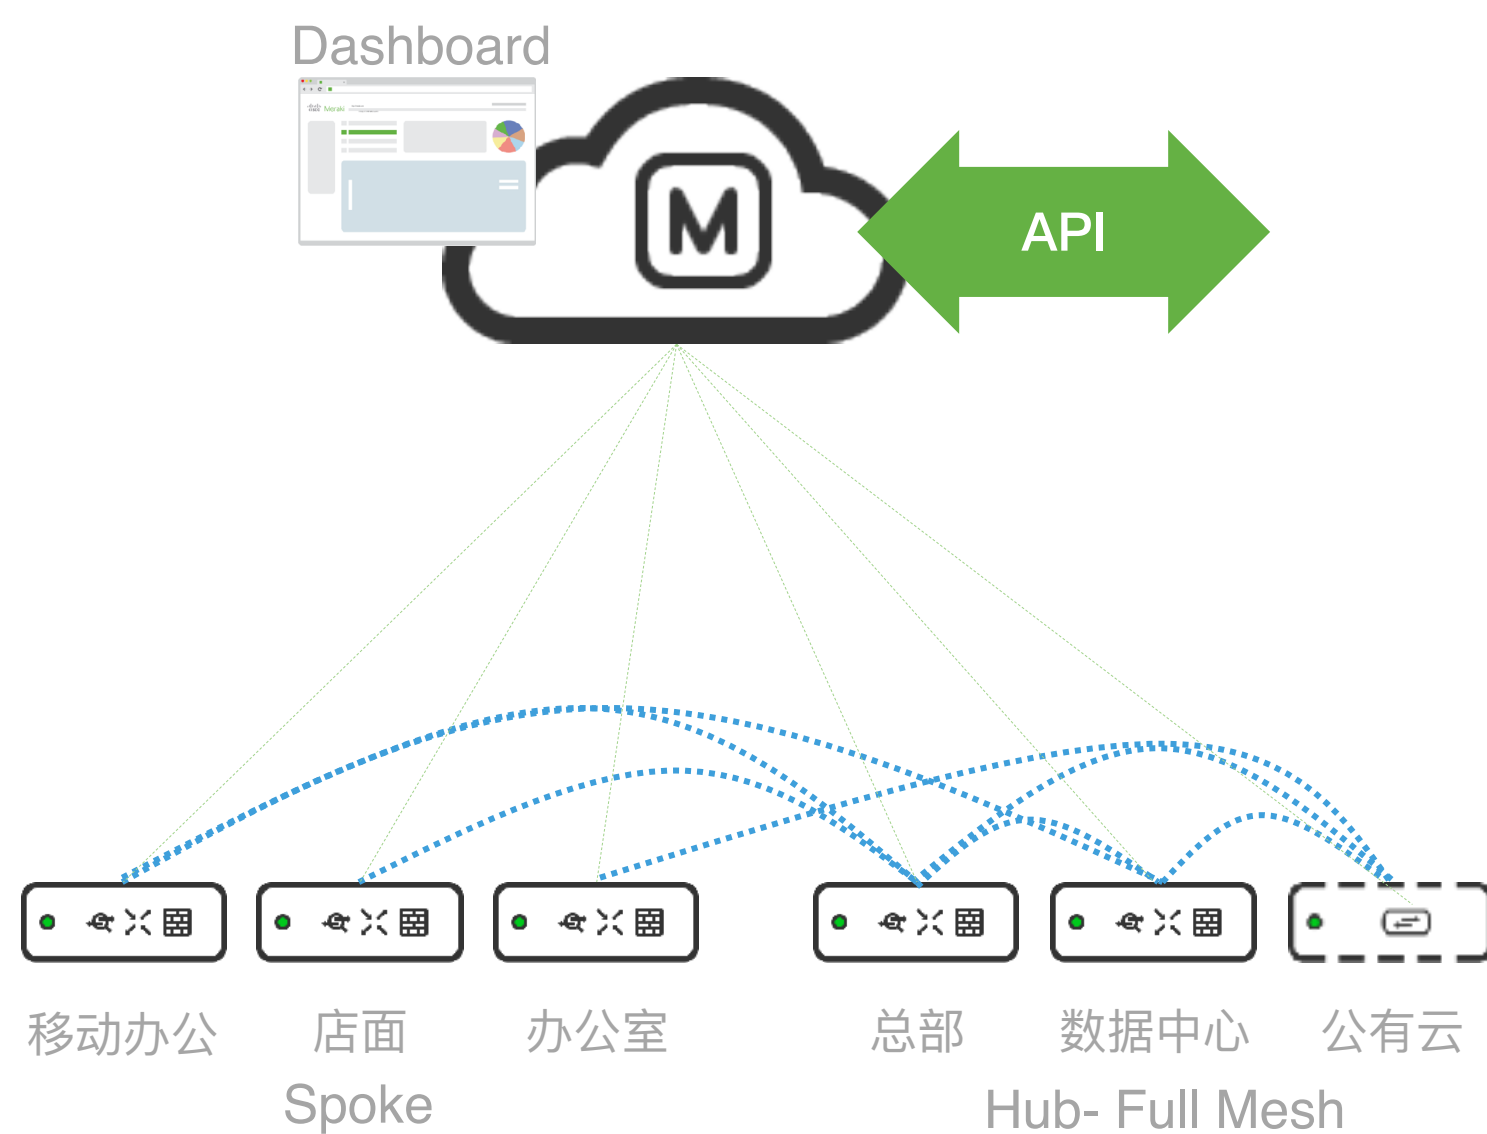 Dashboard
Meraki
M
API
移动办公
店面
办公室
总部
数据中心
公有云
Spoke
Hub- Full Mesh